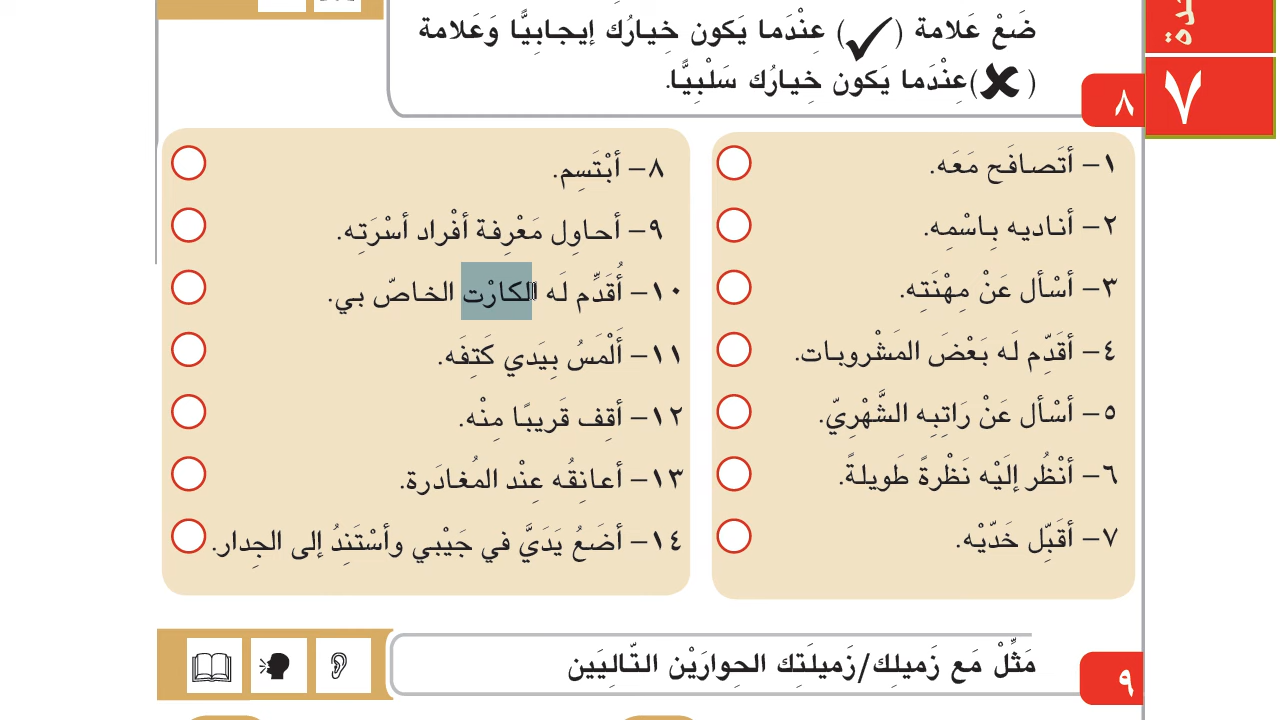 ضَعْ عَلامة (✓) عِنْدَما يَكون خِيارُك إيجابِيًّا وَعَلامة
(✗)عِنْدَما يَكون خِيارُك سَلْبِيًّا.
٧
٨
١– أتَصافَح مَعَه.
٢– أناديه بِاسْمِه.
٣– أسْأل عَنْ مِهْنَتِه.
٤– أقَدِّم لَه بَعْضَ المَشْروبات.
٥– أسْأل عَنْ رَاتِبِه الشَّهْرِيّ.
٦– أنْظُر إلَيْه نَظْرةً طَويلةً.
٧– أقَبِّل خَدَّيْه.
٨– أبْتَسِم.
٩– أحاوِل مَعْرِفة أفْراد أسْرَتِه.
١٠– أُقَدِّم لَه الكارْت الخاصّ بي.
١١– أَلْمَسُ بِيَدي كَتِفَه.
١٢– أقِف قَريبًا مِنْه.
١٣– أعانِقُه عِنْد المُغادَرة.
١٤– أضَعُ يَدَيَّ في جَيْبي وأسْتَنِدُ إلى الجِدار.
٩
مَثِّلْ مَع زَميلِك/زَميلَتِك الحِوارَيْن التّالِيَين